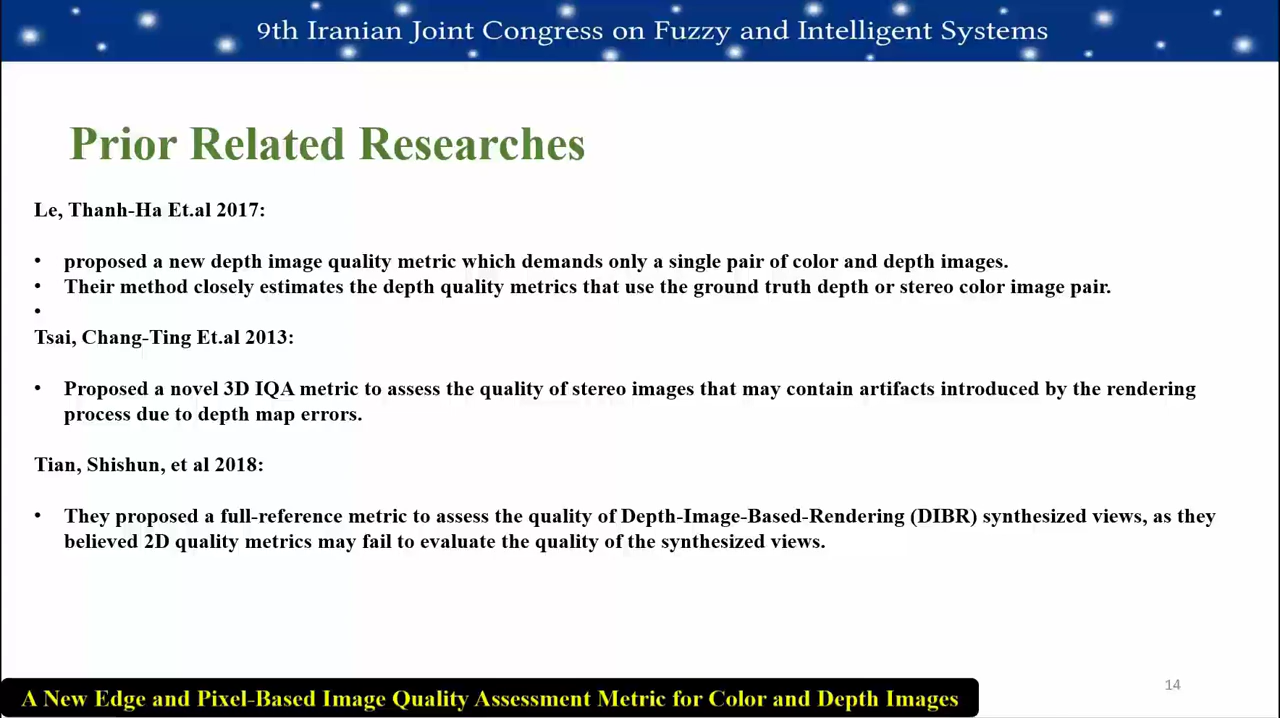 9th Iranian Joint Congress on Fuzzy and Intelligent Systems
Prior Related Researches
Le, Thanh-Ha Et.al 2017:
• proposed a new depth image quality metric which demands only a single pair of color and depth images.
• Their method closely estimates the depth quality metrics that use the ground truth depth or stereo color image pair.
•
Tsai, Chang-Ting Et.al 2013:
• Proposed a novel 3D IQA metric to assess the quality of stereo images that may contain artifacts introduced by the rendering
process due to depth map errors.
Tian, Shishun, et al 2018:
• They proposed a full-reference metric to assess the quality of Depth-Image-Based-Rendering (DIBR) synthesized views, as they
believed 2D quality metrics may fail to evaluate the quality of the synthesized views.
14
A New Edge and Pixel-Based Image Quality Assessment Metric for Color and Depth Images